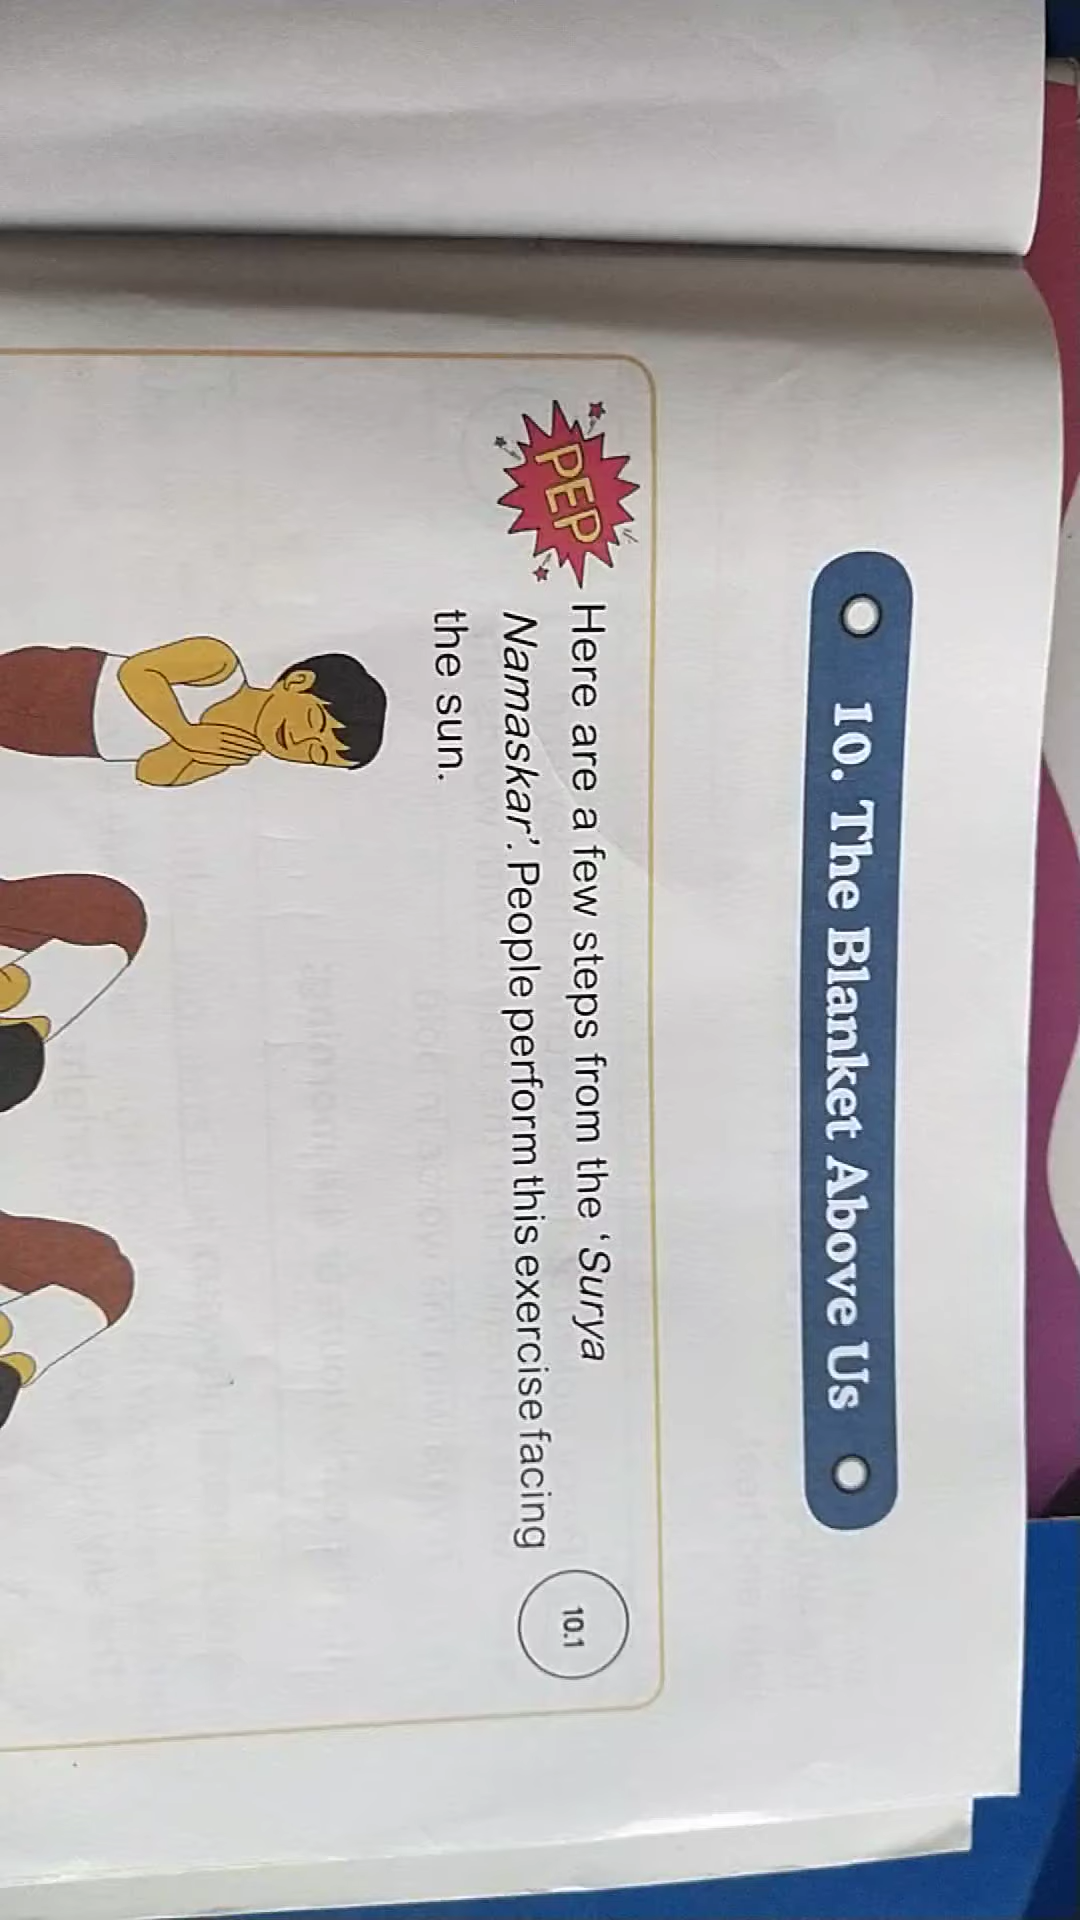 10. The Blanket Above Us
PEP
Here are a few steps from the ‘Surya
Namaskar’. People perform this exercise facing
the sun.
10.1